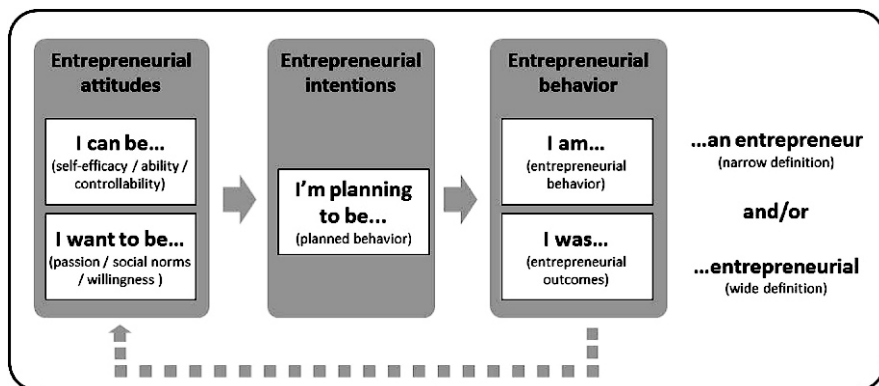 Entrepreneurial
attitudes
I can be...
(self-efficacy / ability /
controllability)
I want to be...
(passion / social norms
/ willingness )
Entrepreneurial
intentions
I'm planning
to be...
(planned behavior)
Entrepreneurial
behavior
I am...
(entrepreneurial
behavior)
I was...
(entrepreneurial
outcomes)
...an entrepreneur
(narrow definition)
and/or
...entrepreneurial
(wide definition)